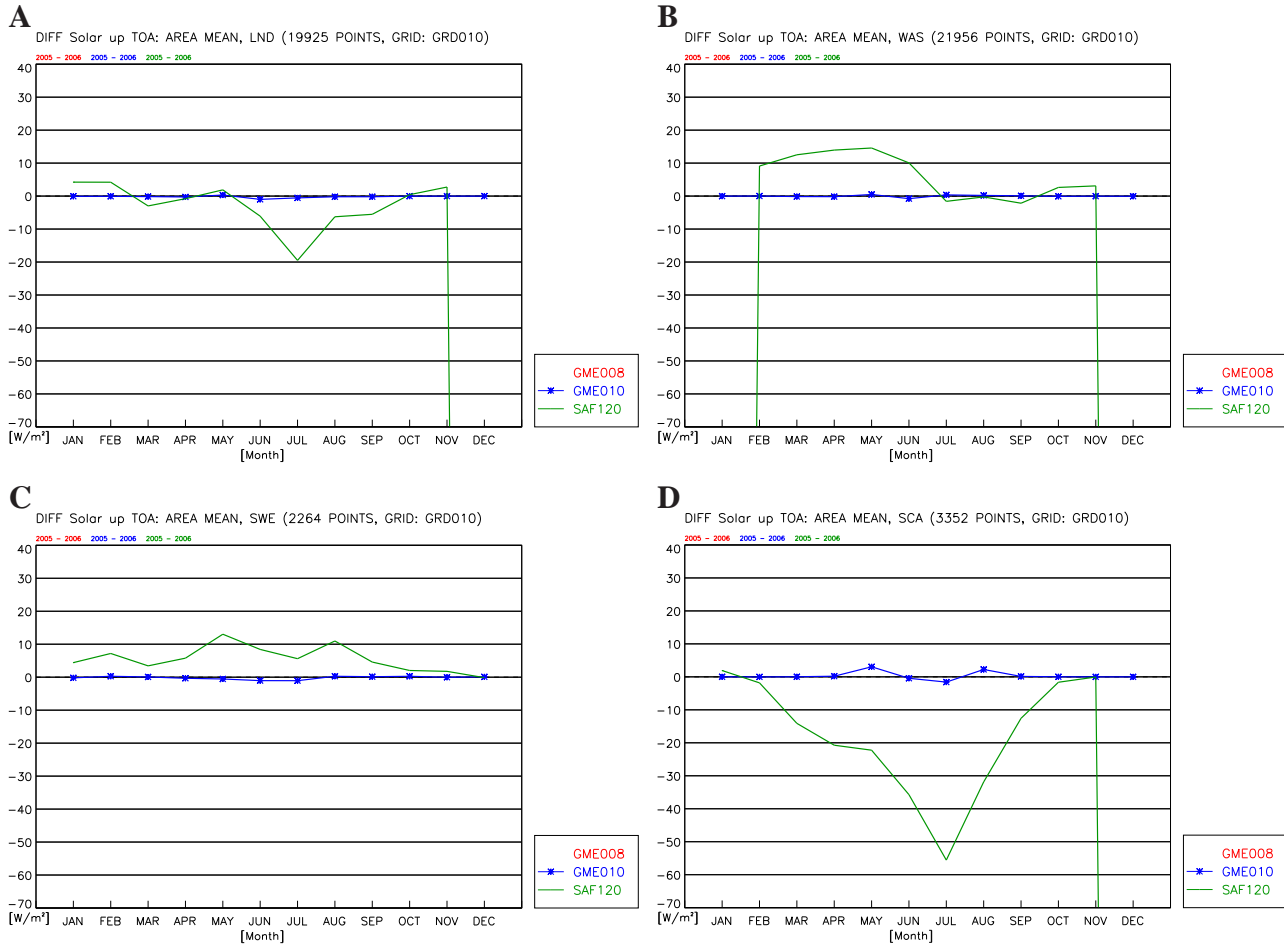 A
DIFF Solar up TOA: AREA MEAN, LND (19925 POINTS, GRID: GRD010)
2005 - 2006 2005 - 2006 2005 - 2006
40
30
20
10
0
-10
-20
-30
-40
-50
-60
-70
[W/m²]
JAN FEB MAR APR MAY JUN JUL AUG SEP OCT NOV DEC
[Month]
GME008
GME010
SAF120
B
DIFF Solar up TOA: AREA MEAN, WAS (21956 POINTS, GRID: GRD010)
2005 - 2006 2005 - 2006 2005 - 2006
40
30
20
10
0
-10
-20
-30
-40
-50
-60
-70
[W/m²]
JAN FEB MAR APR MAY JUN JUL AUG SEP OCT NOV DEC
[Month]
GME008
GME010
SAF120
C
DIFF Solar up TOA: AREA MEAN, SWE (2264 POINTS, GRID: GRD010)
2005 - 2006 2005 - 2006 2005 - 2006
40
30
20
10
0
-10
-20
-30
-40
-50
-60
-70
[W/m²]
JAN FEB MAR APR MAY JUN JUL AUG SEP OCT NOV DEC
[Month]
GME008
GME010
SAF120
D
DIFF Solar up TOA: AREA MEAN, SCA (3352 POINTS, GRID: GRD010)
2005 - 2006 2005 - 2006 2005 - 2006
40
30
20
10
0
-10
-20
-30
-40
-50
-60
-70
[W/m²]
JAN FEB MAR APR MAY JUN JUL AUG SEP OCT NOV DEC
[Month]
GME008
GME010
SAF120